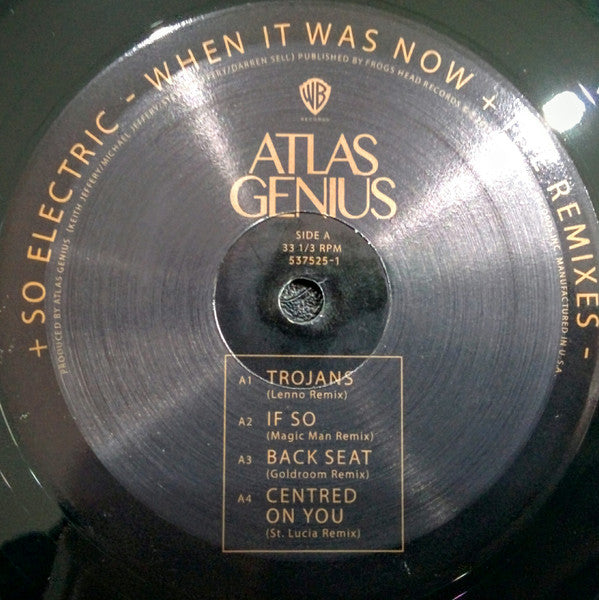 + SO ELECTRIC - WHEN IT WAS NOW + THE REMIXES -
PRODUCED BY ATLAS GENIUS (KEITH JEFFERY/MICHAEL JEFFERY/DARREN SELL) PUBLISHED BY FROGS HEAD RECORDS
MANUFACTURED IN U.S.A.
WB
RECORDS
ATLAS
GENIUS
SIDE A
33 1/3 RPM
537525-1
A1 TROJANS
(Lenno Remix)
A2 IF SO
(Magic Man Remix)
A3 BACK SEAT
(Goldroom Remix)
A4 CENTRED
ON YOU
(St. Lucia Remix)